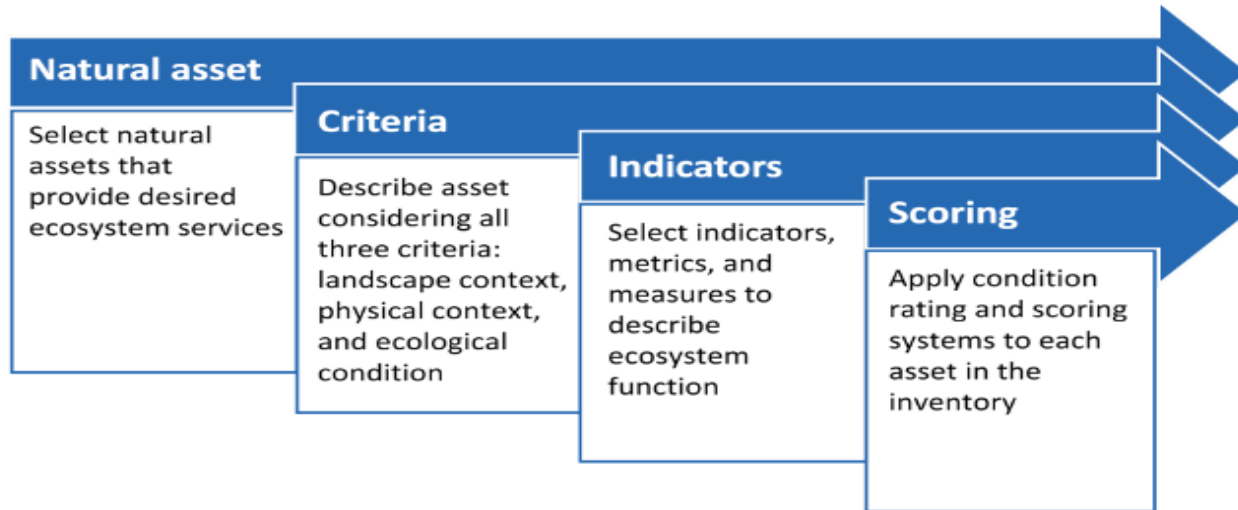 Natural asset
Select natural
assets that
provide desired
ecosystem services
Criteria
Describe asset
considering all
three criteria:
landscape context,
physical context,
and ecological
condition
Indicators
Select indicators,
metrics, and
measures to
describe
ecosystem
function
Scoring
Apply condition
rating and scoring
systems to each
asset in the
inventory